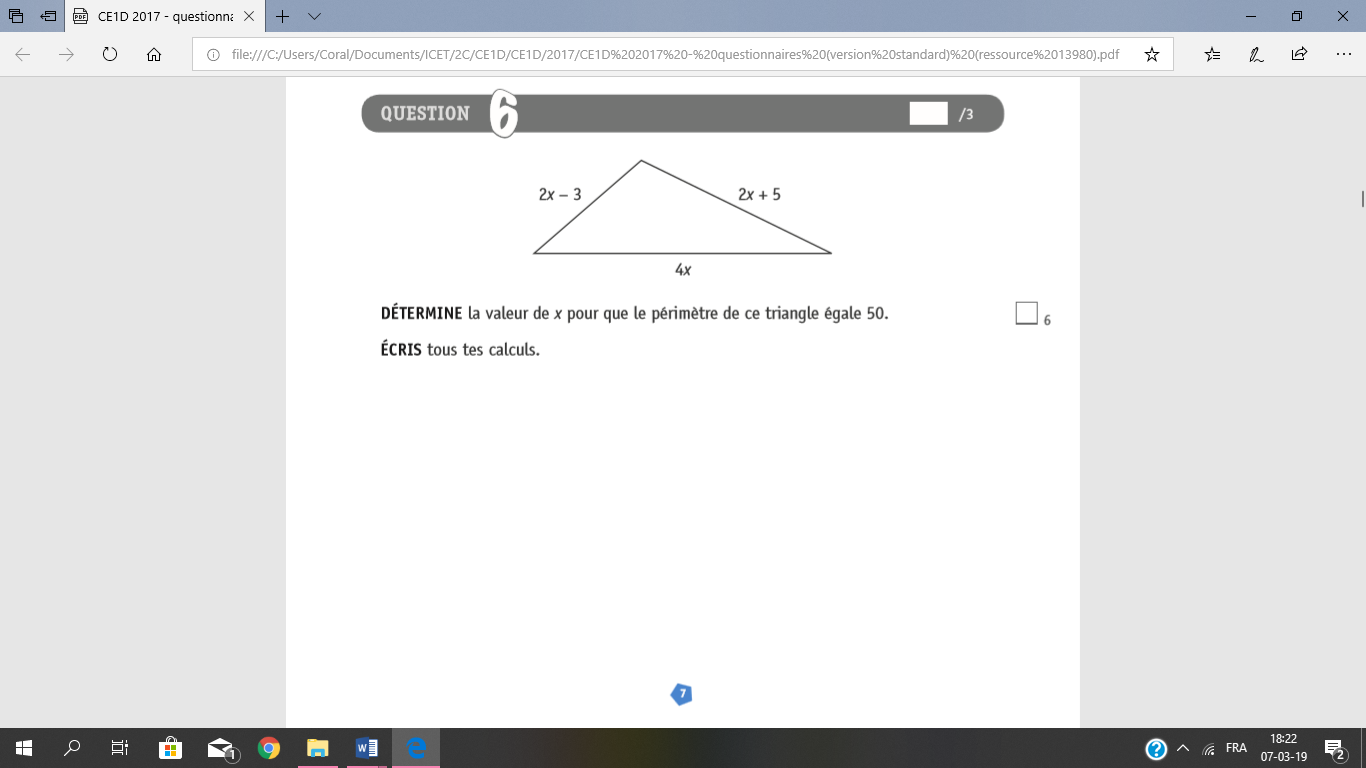 CE1D 2017 - questionna
file:///C:/Users/Coral/Documents/ICET/2C/CE1D/CE1D/2017/CE1D%202017%20-%20questionnaires%20(version%20standard)%20(ressource%2013980).pdf
QUESTION 6 /3
2x – 3
2x + 5
4x
DÉTERMINE la valeur de x pour que le périmètre de ce triangle égale 50.
6
ÉCRIS tous tes calculs.
7
1
FRA
18:22
07-03-19
2